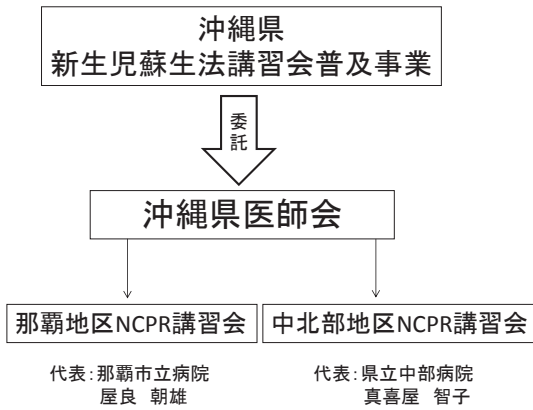 沖縄県
新生児蘇生法講習会普及事業
委託
沖縄県医師会
那覇地区NCPR講習会
中北部地区NCPR講習会
代表:那覇市立病院
屋良 朝雄
代表:県立中部病院
真喜屋 智子